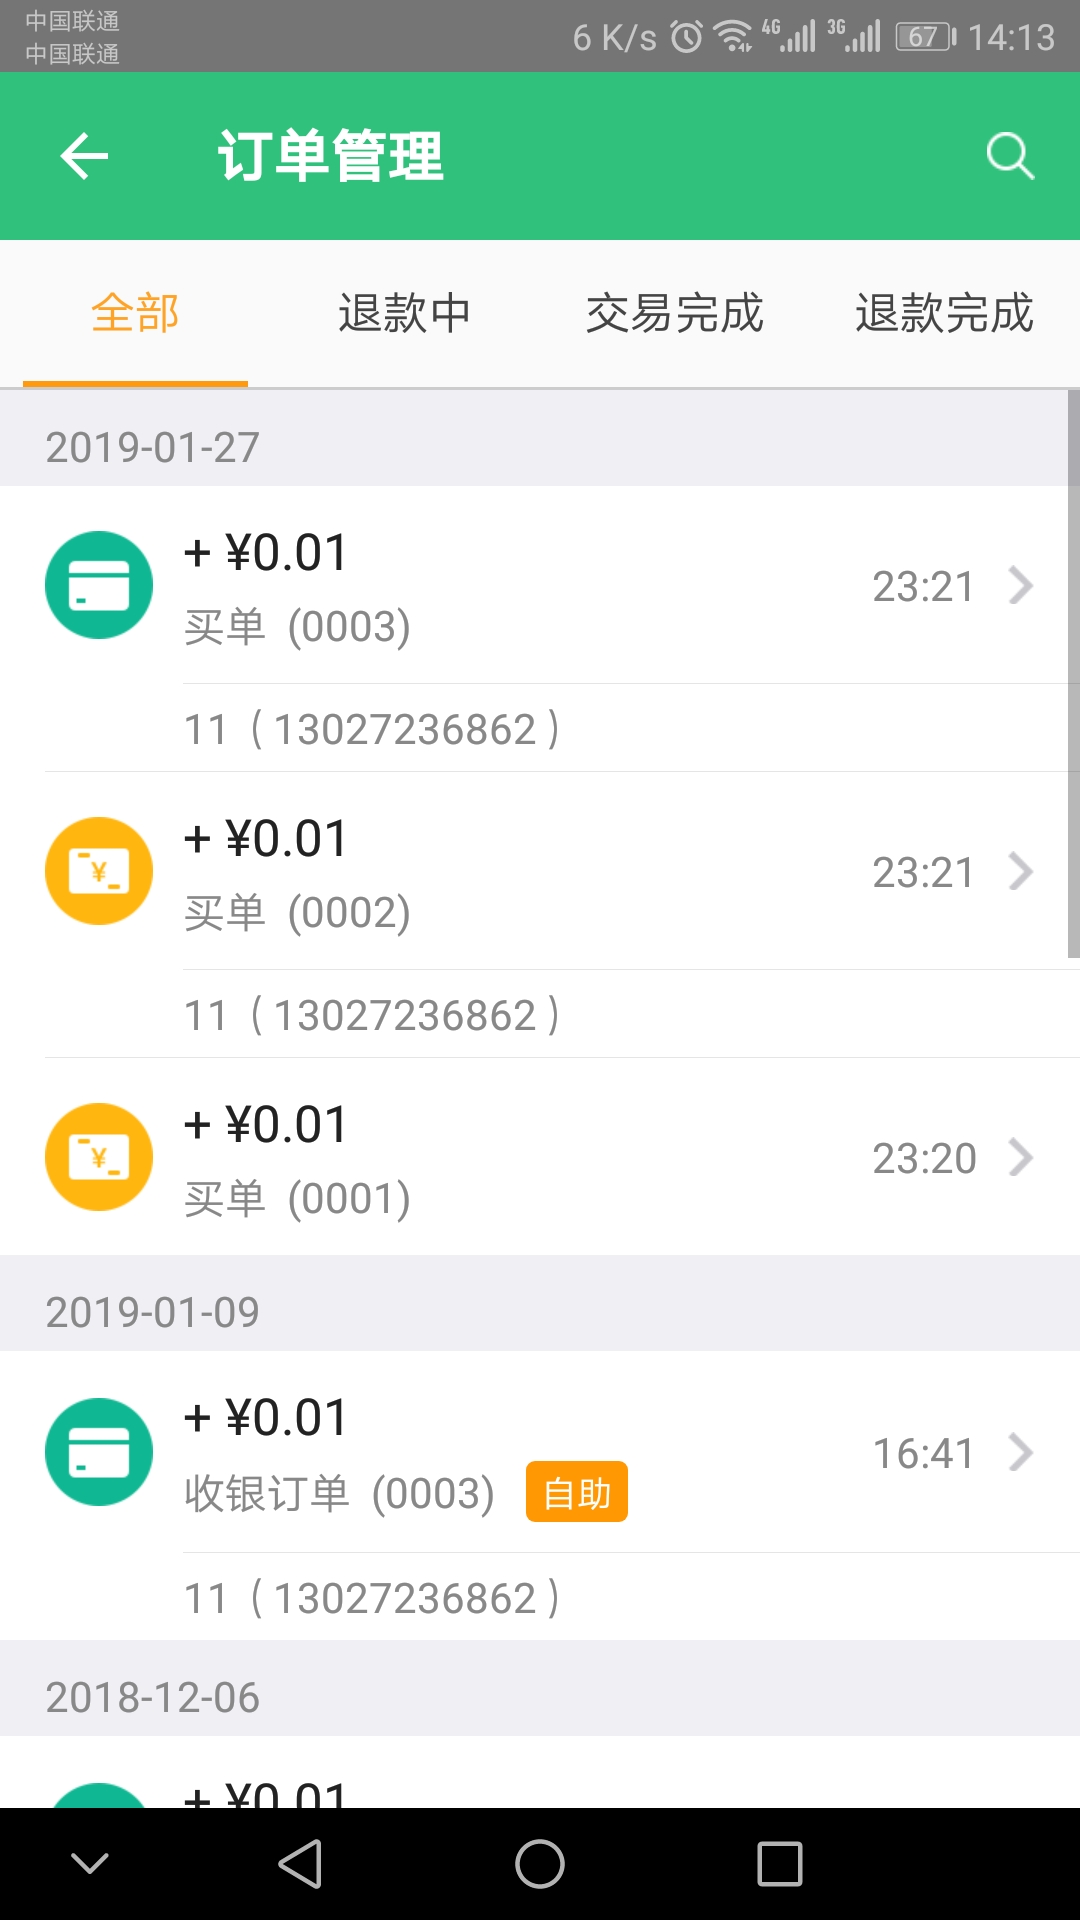 中国联通
中国联通
6 K/s 4G 3G 67 14:13
订单管理
全部 退款中 交易完成 退款完成
2019-01-27
+ ¥0.01
23:21
买单 (0003)
11（13027236862）
+ ¥0.01
23:21
买单 (0002)
11（13027236862）
+ ¥0.01
23:20
买单 (0001)
2019-01-09
+ ¥0.01
16:41
收银订单 (0003) 自助
11（13027236862）
2018-12-06
+ ¥0.01